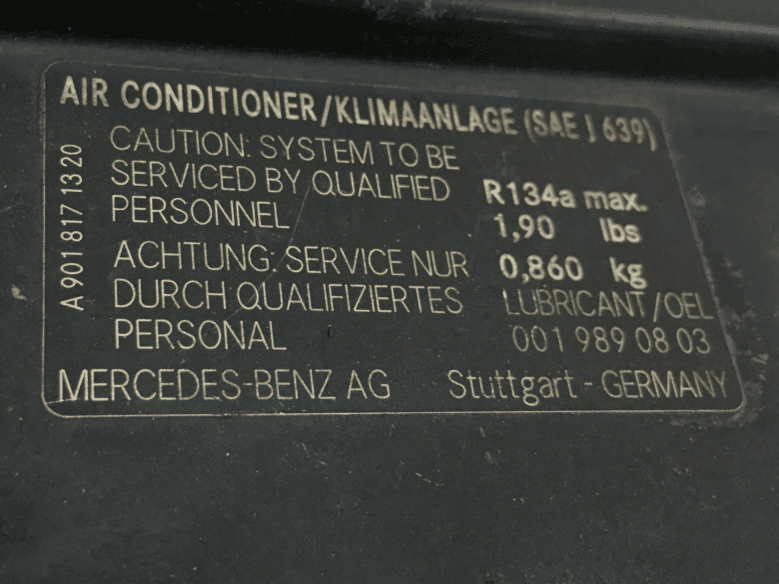 AIR CONDITIONER/KLIMAANLAGE (SAE J 639)
A 901 817 13 20
CAUTION: SYSTEM TO BE
SERVICED BY QUALIFIED
PERSONNEL
R134a max.
1,90 lbs
ACHTUNG: SERVICE NUR
DURCH QUALIFIZIERTES
PERSONAL
0,860 kg
LUBRICANT/OEL
001 989 08 03
MERCEDES-BENZ AG Stuttgart - GERMANY